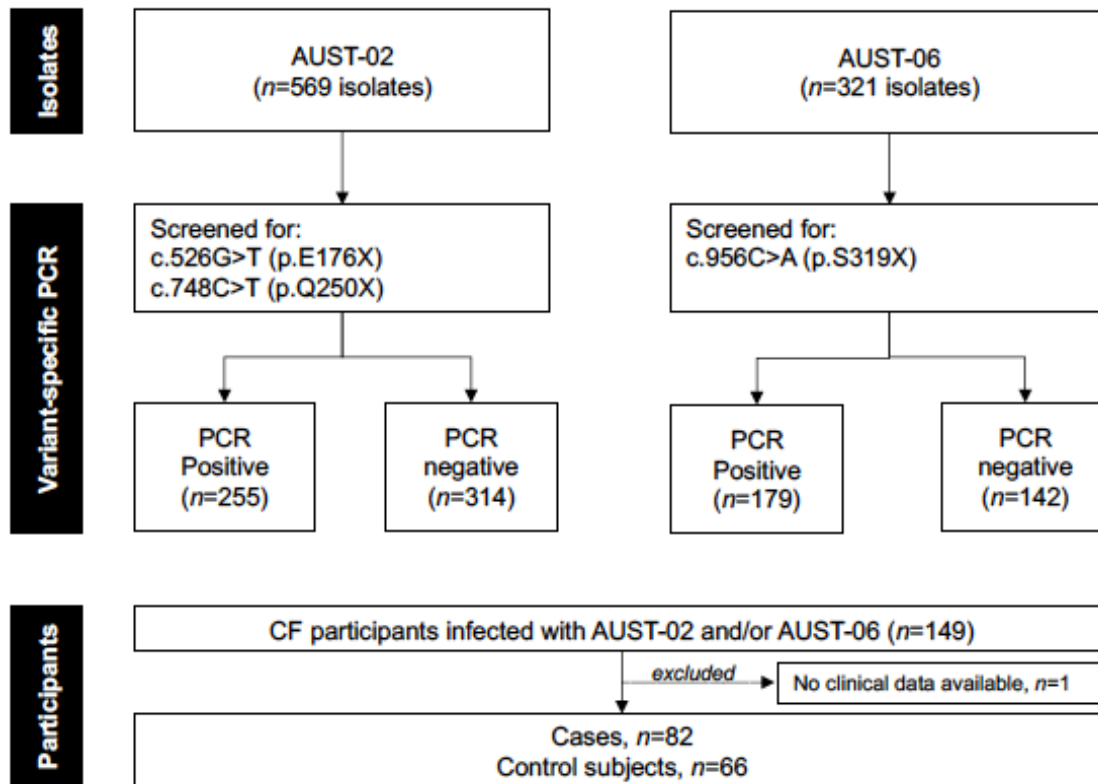 Isolates
AUST-02
(n=569 isolates)
AUST-06
(n=321 isolates)
Variant-specific PCR
Screened for:
c.526G>T (p.E176X)
c.748C>T (p.Q250X)
Screened for:
c.956C>A (p.S319X)
PCR
Positive
(n=255)
PCR
negative
(n=314)
PCR
Positive
(n=179)
PCR
negative
(n=142)
Participants
CF participants infected with AUST-02 and/or AUST-06 (n=149)
excluded
No clinical data available, n=1
Cases, n=82
Control subjects, n=66